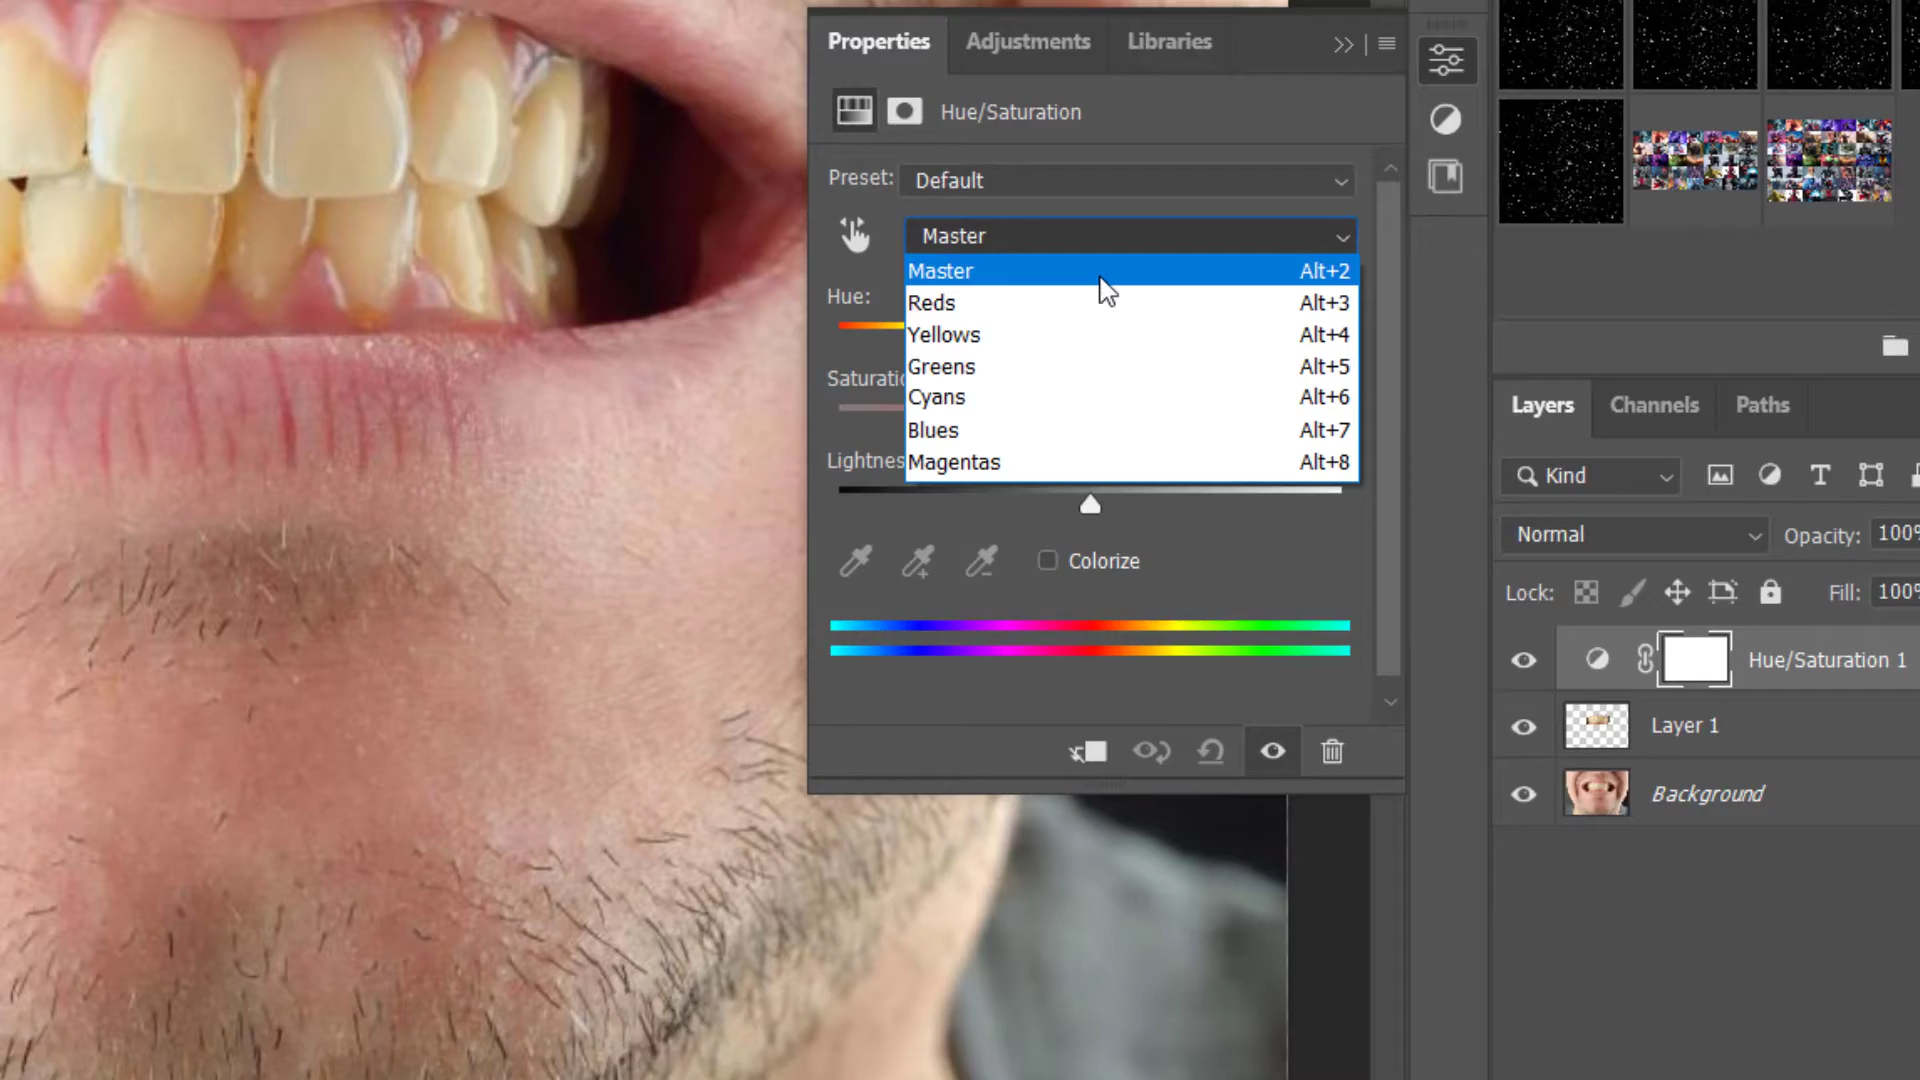 Properties
Adjustments
Libraries
Hue/Saturation
Preset: Default
Master
Master Alt+2
Reds Alt+3
Yellows Alt+4
Greens Alt+5
Cyans Alt+6
Blues Alt+7
Magentas Alt+8
Hue:
Saturatio
Lightnes
Colorize
Layers
Channels
Paths
Kind
Normal
Opacity: 100%
Lock:
Fill: 100%
Hue/Saturation 1
Layer 1
Background